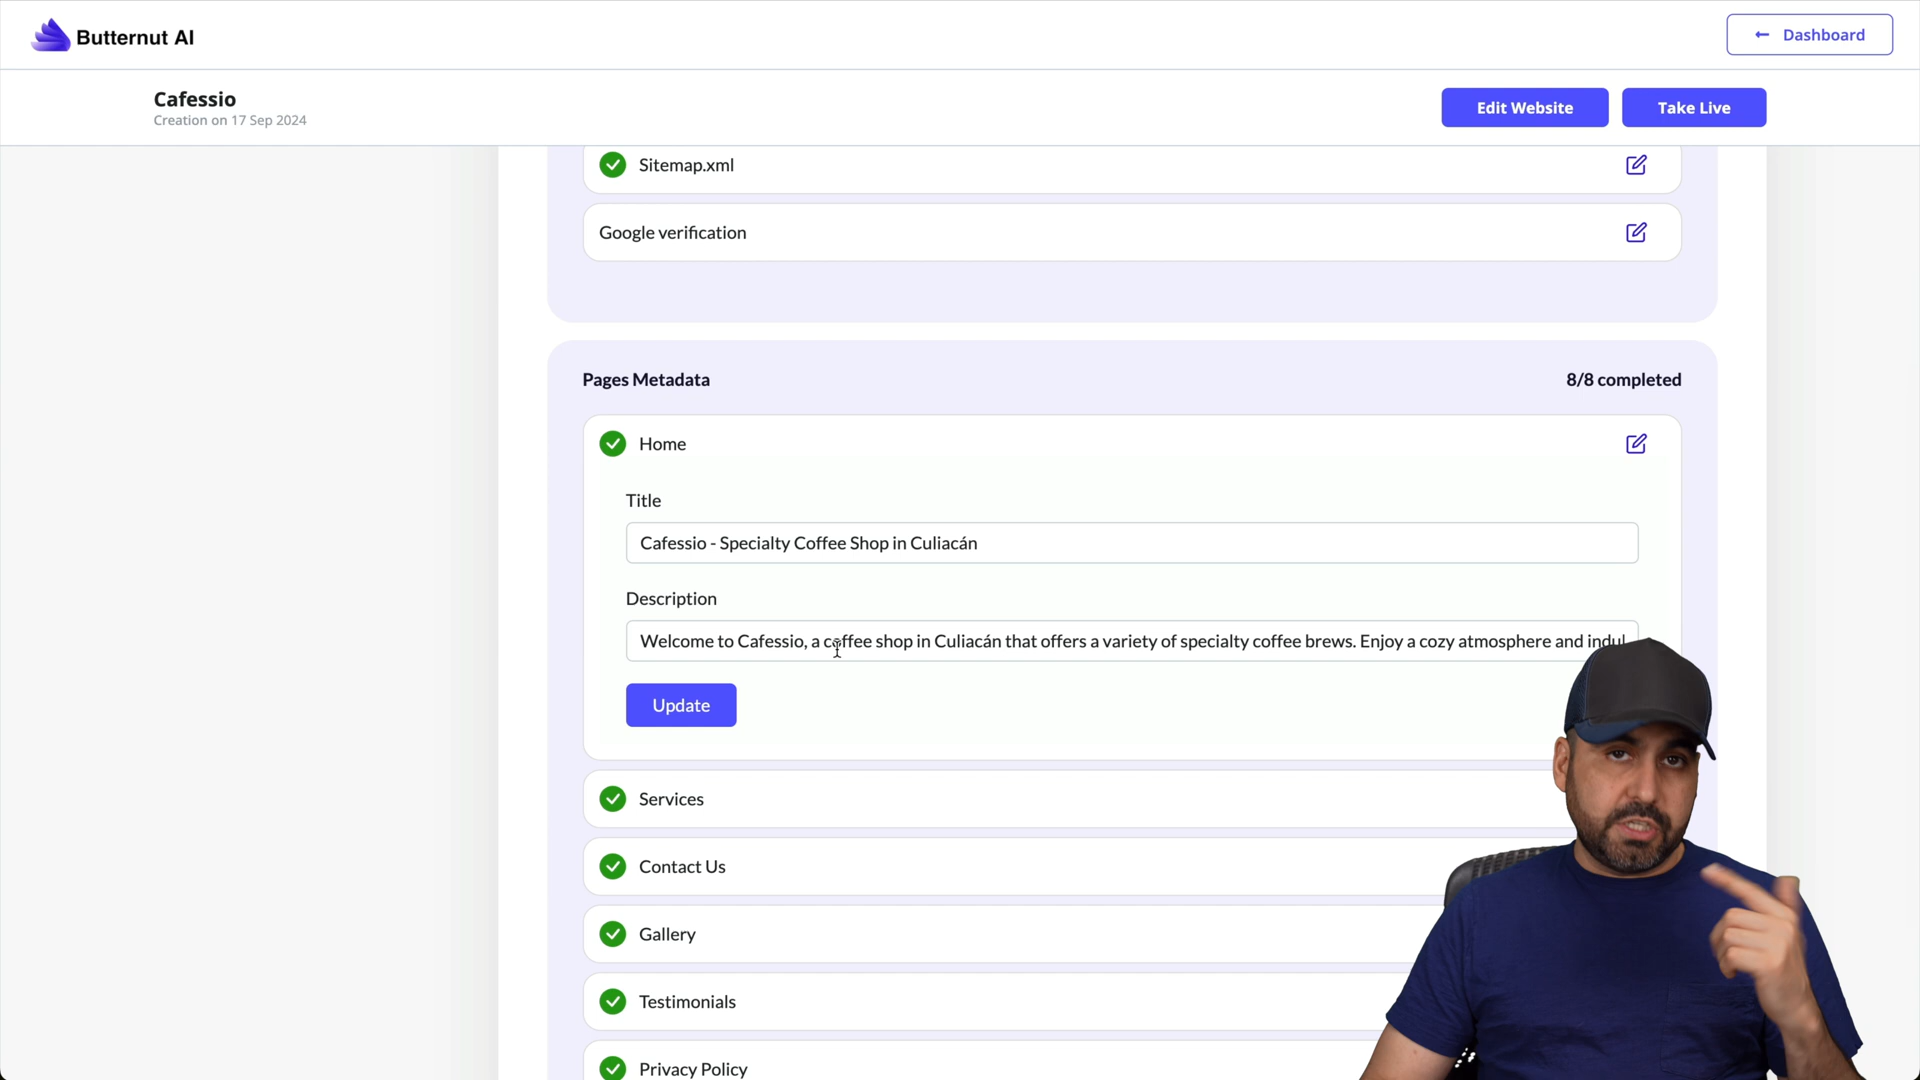 Butternut AI
← Dashboard
Cafessio
Creation on 17 Sep 2024
Edit Website
Take Live
Sitemap.xml
Google verification
Pages Metadata
8/8 completed
Home
Title
Cafessio - Specialty Coffee Shop in Culiacán
Description
Welcome to Cafessio, a coffee shop in Culiacán that offers a variety of specialty coffee brews. Enjoy a cozy atmosphere and indul
Update
Services
Contact Us
Gallery
Testimonials
Privacy Policy